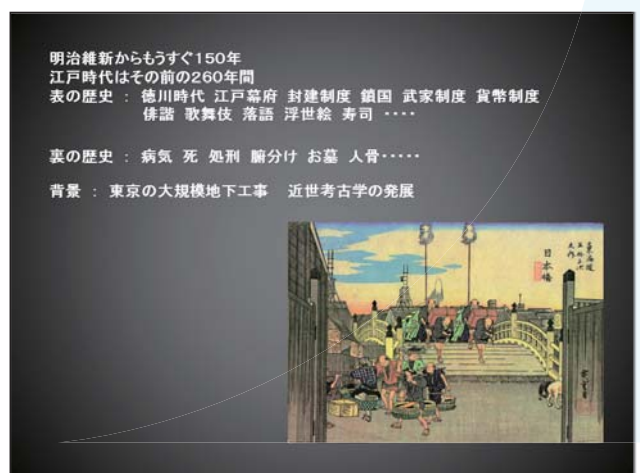 明治維新からもうすぐ150年
江戸時代はその前の260年間
表の歴史 : 徳川時代 江戸幕府 封建制度 鎖国 武家制度 貨幣制度
俳諧 歌舞伎 落語 浮世絵 寿司 ････
裏の歴史 : 病気 死 処刑 腑分け お墓 人骨･････
背景 : 東京の大規模地下工事 近世考古学の発展
日本橋